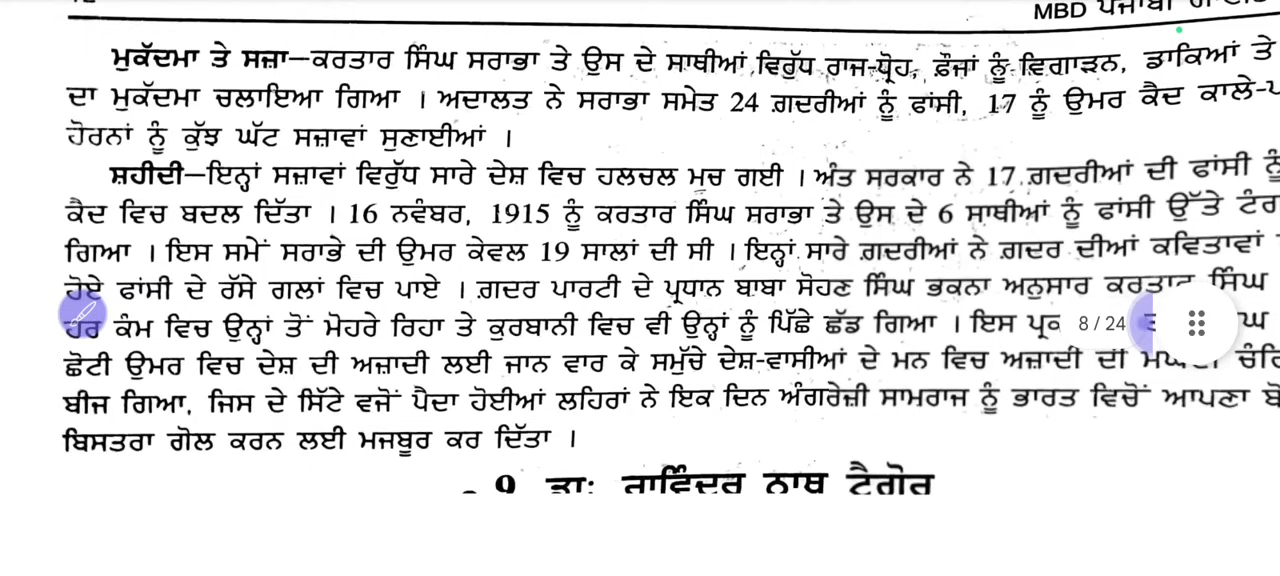 MBD ਪੰਜਾਬੀ
ਮੁਕੱਦਮਾ ਤੇ ਸਜ਼ਾ—ਕਰਤਾਰ ਸਿੰਘ ਸਰਾਭਾ ਤੇ ਉਸ ਦੇ ਸਾਥੀਆਂ ਵਿਰੁੱਧ ਰਾਜ-ਧ੍ਰੋਹ, ਫ਼ੌਜਾਂ ਨੂੰ ਵਿਗਾੜਨ, ਡਾਕਿਆਂ ਤੇ
ਦਾ ਮੁਕੱਦਮਾ ਚਲਾਇਆ ਗਿਆ । ਅਦਾਲਤ ਨੇ ਸਰਾਭਾ ਸਮੇਤ 24 ਗ਼ਦਰੀਆਂ ਨੂੰ ਫਾਂਸੀ, 17 ਨੂੰ ਉਮਰ ਕੈਦ ਕਾਲੇ-
ਹੋਰਨਾਂ ਨੂੰ ਕੁੱਝ ਘੱਟ ਸਜ਼ਾਵਾਂ ਸੁਣਾਈਆਂ ।
ਸ਼ਹੀਦੀ—ਇਨ੍ਹਾਂ ਸਜ਼ਾਵਾਂ ਵਿਰੁੱਧ ਸਾਰੇ ਦੇਸ਼ ਵਿਚ ਹਲਚਲ ਮਚ ਗਈ । ਅੰਤ ਸਰਕਾਰ ਨੇ 17 ਗ਼ਦਰੀਆਂ ਦੀ ਫਾਂਸੀ ਨੂੰ
ਕੈਦ ਵਿਚ ਬਦਲ ਦਿੱਤਾ । 16 ਨਵੰਬਰ, 1915 ਨੂੰ ਕਰਤਾਰ ਸਿੰਘ ਸਰਾਭਾ ਤੇ ਉਸ ਦੇ 6 ਸਾਥੀਆਂ ਨੂੰ ਫਾਂਸੀ ਉੱਤੇ ਟੰਗ
ਗਿਆ । ਇਸ ਸਮੇਂ ਸਰਾਭੇ ਦੀ ਉਮਰ ਕੇਵਲ 19 ਸਾਲਾਂ ਦੀ ਸੀ । ਇਨ੍ਹਾਂ ਸਾਰੇ ਗ਼ਦਰੀਆਂ ਨੇ ਗ਼ਦਰ ਦੀਆਂ ਕਵਿਤਾਵਾਂ
ਹੋਏ ਫਾਂਸੀ ਦੇ ਰੱਸੇ ਗਲਾਂ ਵਿਚ ਪਾਏ । ਗ਼ਦਰ ਪਾਰਟੀ ਦੇ ਪ੍ਰਧਾਨ ਬਾਬਾ ਸੋਹਣ ਸਿੰਘ ਭਕਨਾ ਅਨੁਸਾਰ ਕਰਤਾਰ ਸਿੰਘ
ਹਰ ਕੰਮ ਵਿਚ ਉਨ੍ਹਾਂ ਤੋਂ ਮੋਹਰੇ ਰਿਹਾ ਤੇ ਕੁਰਬਾਨੀ ਵਿਚ ਵੀ ਉਨ੍ਹਾਂ ਨੂੰ ਪਿੱਛੇ ਛੱਡ ਗਿਆ । ਇਸ 8/24
ਛੋਟੀ ਉਮਰ ਵਿਚ ਦੇਸ਼ ਦੀ ਅਜ਼ਾਦੀ ਲਈ ਜਾਨ ਵਾਰ ਕੇ ਸਮੁੱਚੇ ਦੇਸ਼-ਵਾਸੀਆਂ ਦੇ ਮਨ ਵਿਚ ਅਜ਼ਾਦੀ ਦੀ
ਬੀਜ ਗਿਆ, ਜਿਸ ਦੇ ਸਿੱਟੇ ਵਜੋਂ ਪੈਦਾ ਹੋਈਆਂ ਲਹਿਰਾਂ ਨੇ ਇਕ ਦਿਨ ਅੰਗਰੇਜ਼ੀ ਸਾਮਰਾਜ ਨੂੰ ਭਾਰਤ ਵਿਚੋਂ ਆਪਣਾ
ਬਿਸਤਰਾ ਗੋਲ ਕਰਨ ਲਈ ਮਜਬੂਰ ਕਰ ਦਿੱਤਾ ।
9 ਡਾ: ਰਾਵਿੰਦਰ ਨਾਥ ਟੈਗੋਰ